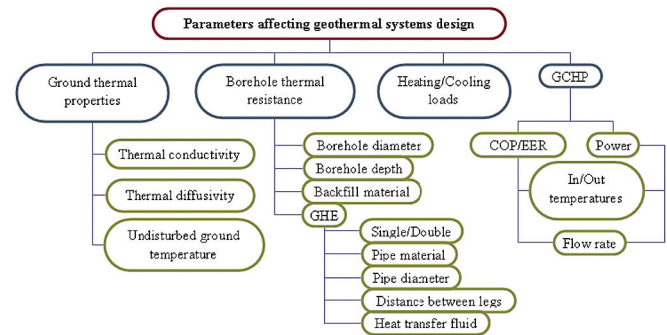 Parameters affecting geothermal systems design
Ground thermal
properties
Borehole thermal
resistance
Heating/Cooling
loads
GCHP
Thermal conductivity
Thermal diffusivity
Undisturbed ground
temperature
Borehole diameter
Borehole depth
Backfill material
GHE
Single/Double
Pipe material
Pipe diameter
Distance between legs
Heat transfer fluid
COP/EER
Power
In/Out
temperatures
Flow rate